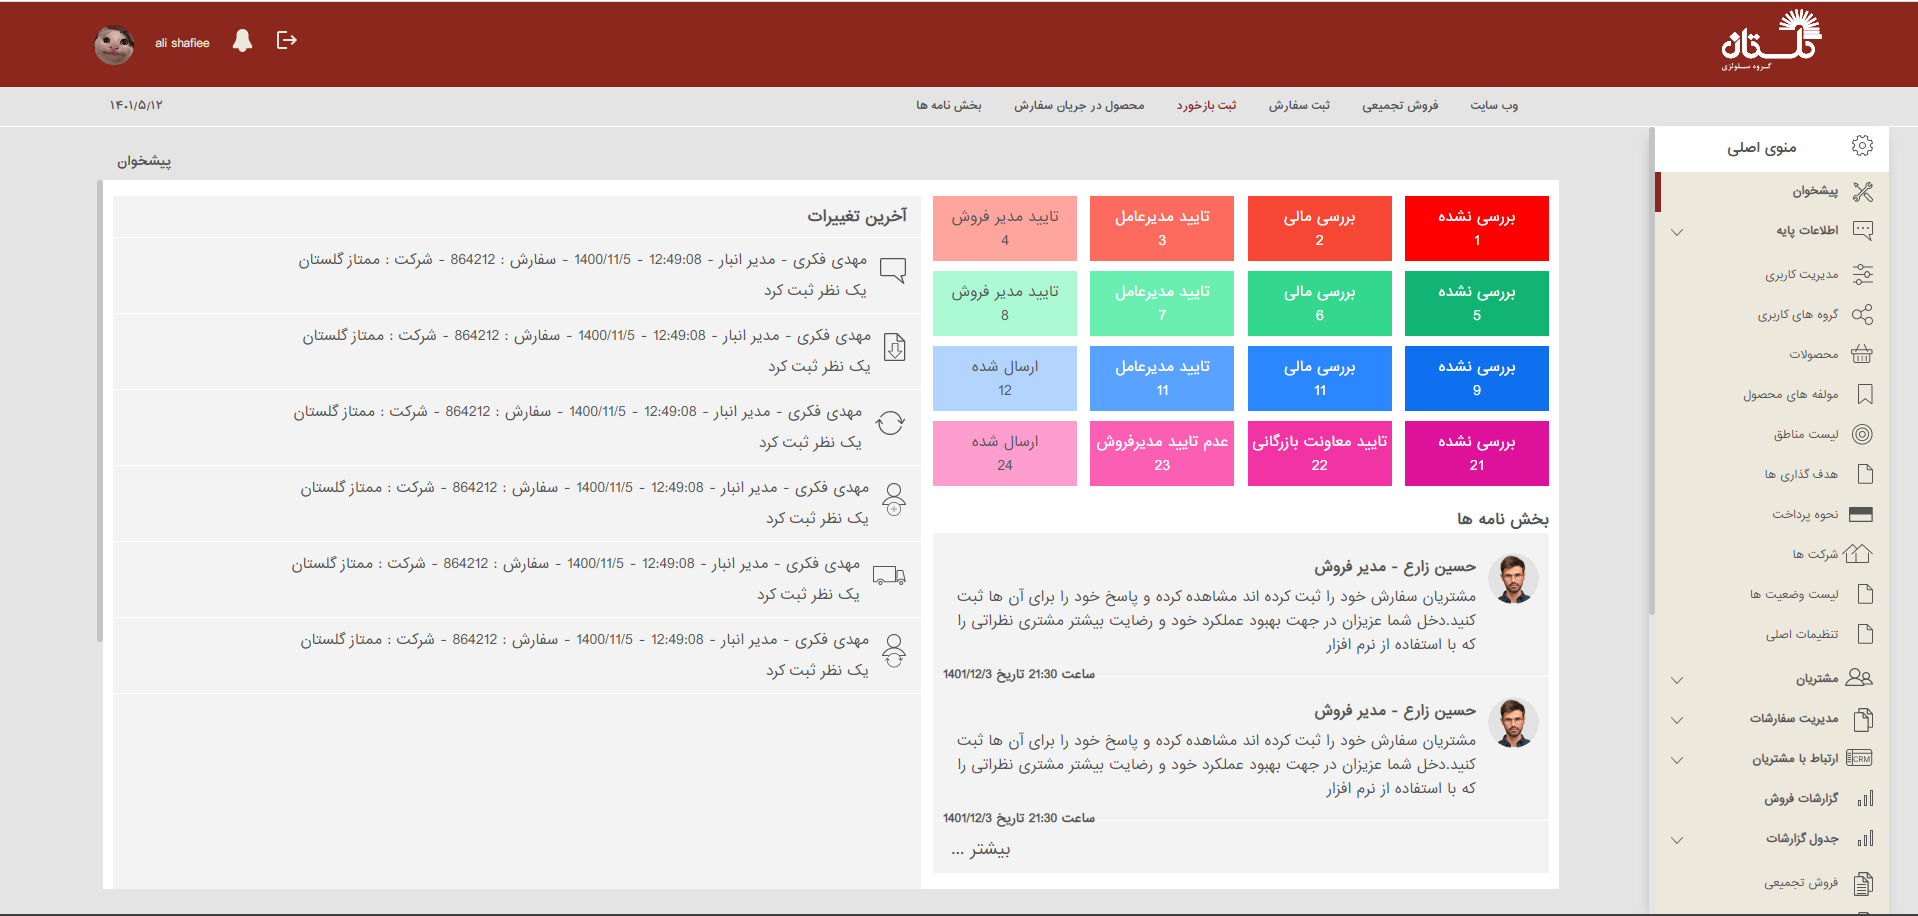 گلستان
گروه سلولزی
ali shafiee
وب سایت
فروش تجمیعی
ثبت سفارش
ثبت بازخورد
محصول در جریان سفارش
بخش نامه ها
۱۴۰۱/۵/۱۲
منوی اصلی
پیشخوان
اطلاعات پایه
مدیریت کاربری
گروه های کاربری
محصولات
مولفه های محصول
لیست مناطق
هدف گذاری ها
نحوه پرداخت
شرکت ها
لیست وضعیت ها
تنظیمات اصلی
مشتریان
مدیریت سفارشات
ارتباط با مشتریان
CRM
گزارشات فروش
جدول گزارشات
فروش تجمیعی
پیشخوان
بررسی نشده
1
بررسی مالی
2
تایید مدیرعامل
3
تایید مدیر فروش
4
بررسی نشده
5
بررسی مالی
6
تایید مدیرعامل
7
تایید مدیر فروش
8
بررسی نشده
9
بررسی مالی
11
تایید مدیرعامل
11
ارسال شده
12
بررسی نشده
21
تایید معاونت بازرگانی
22
عدم تایید مدیرفروش
23
ارسال شده
24
بخش نامه ها
حسین زارع - مدیر فروش
مشتریان سفارش خود را ثبت کرده اند مشاهده کرده و پاسخ خود را برای آن ها ثبت
کنید.دخل شما عزیزان در جهت بهبود عملکرد خود و رضایت بیشتر مشتری نظراتی را
که با استفاده از نرم افزار
ساعت 21:30 تاریخ 1401/12/3
حسین زارع - مدیر فروش
مشتریان سفارش خود را ثبت کرده اند مشاهده کرده و پاسخ خود را برای آن ها ثبت
کنید.دخل شما عزیزان در جهت بهبود عملکرد خود و رضایت بیشتر مشتری نظراتی را
که با استفاده از نرم افزار
ساعت 21:30 تاریخ 1401/12/3
بیشتر ...
آخرین تغییرات
مهدی فکری - مدیر انبار - 12:49:08 - 1400/11/5 - سفارش : 864212 - شرکت : ممتاز گلستان
یک نظر ثبت کرد
مهدی فکری - مدیر انبار - 12:49:08 - 1400/11/5 - سفارش : 864212 - شرکت : ممتاز گلستان
یک نظر ثبت کرد
مهدی فکری - مدیر انبار - 12:49:08 - 1400/11/5 - سفارش : 864212 - شرکت : ممتاز گلستان
یک نظر ثبت کرد
مهدی فکری - مدیر انبار - 12:49:08 - 1400/11/5 - سفارش : 864212 - شرکت : ممتاز گلستان
یک نظر ثبت کرد
مهدی فکری - مدیر انبار - 12:49:08 - 1400/11/5 - سفارش : 864212 - شرکت : ممتاز گلستان
یک نظر ثبت کرد
مهدی فکری - مدیر انبار - 12:49:08 - 1400/11/5 - سفارش : 864212 - شرکت : ممتاز گلستان
یک نظر ثبت کرد